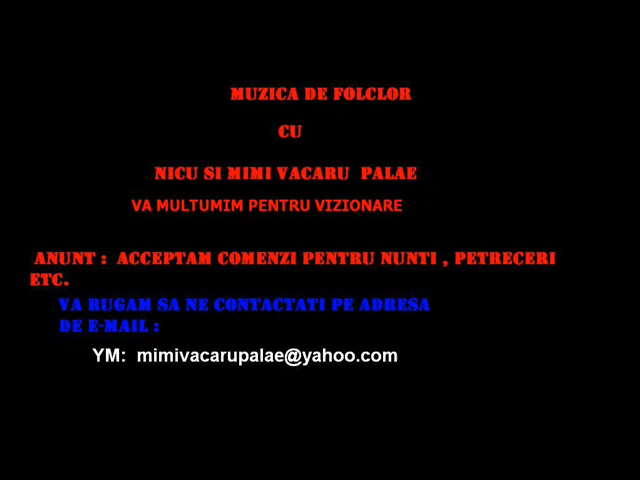 MUZICA DE FOLCLOR
CU
NICU SI MIMI VACARU PALAE
VA MULTUMIM PENTRU VIZIONARE
ANUNT : ACCEPTAM COMENZI PENTRU NUNTI , PETRECERI
ETC.
VA RUGAM SA NE CONTACTATI PE ADRESA
DE E-MAIL :
YM: mimivacarupalae@yahoo.com